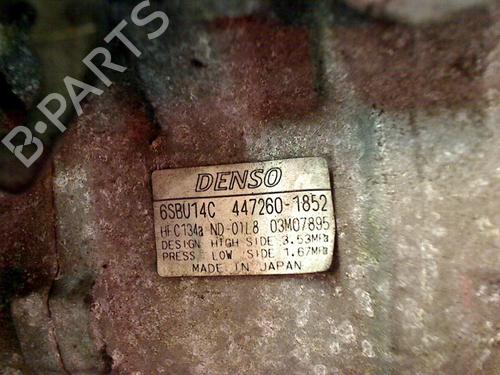 B-PARTS
DENSO
6SBU14C 447260-1852
HFC134a ND-OIL8 03M07895
DESIGN HIGH SIDE 3.53MPa
PRESS LOW SIDE 1.67MPa
MADE IN JAPAN